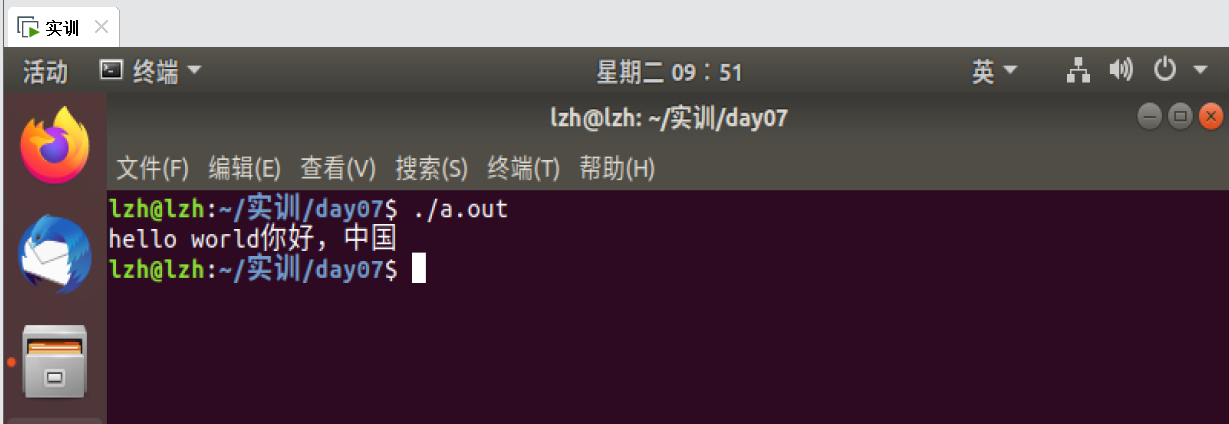 实训
活动 终端 星期二 09：51 英
lzh@lzh: ~/实训/day07
文件(F) 编辑(E) 查看(V) 搜索(S) 终端(T) 帮助(H)
lzh@lzh:~/实训/day07$ ./a.out
hello world你好，中国
lzh@lzh:~/实训/day07$